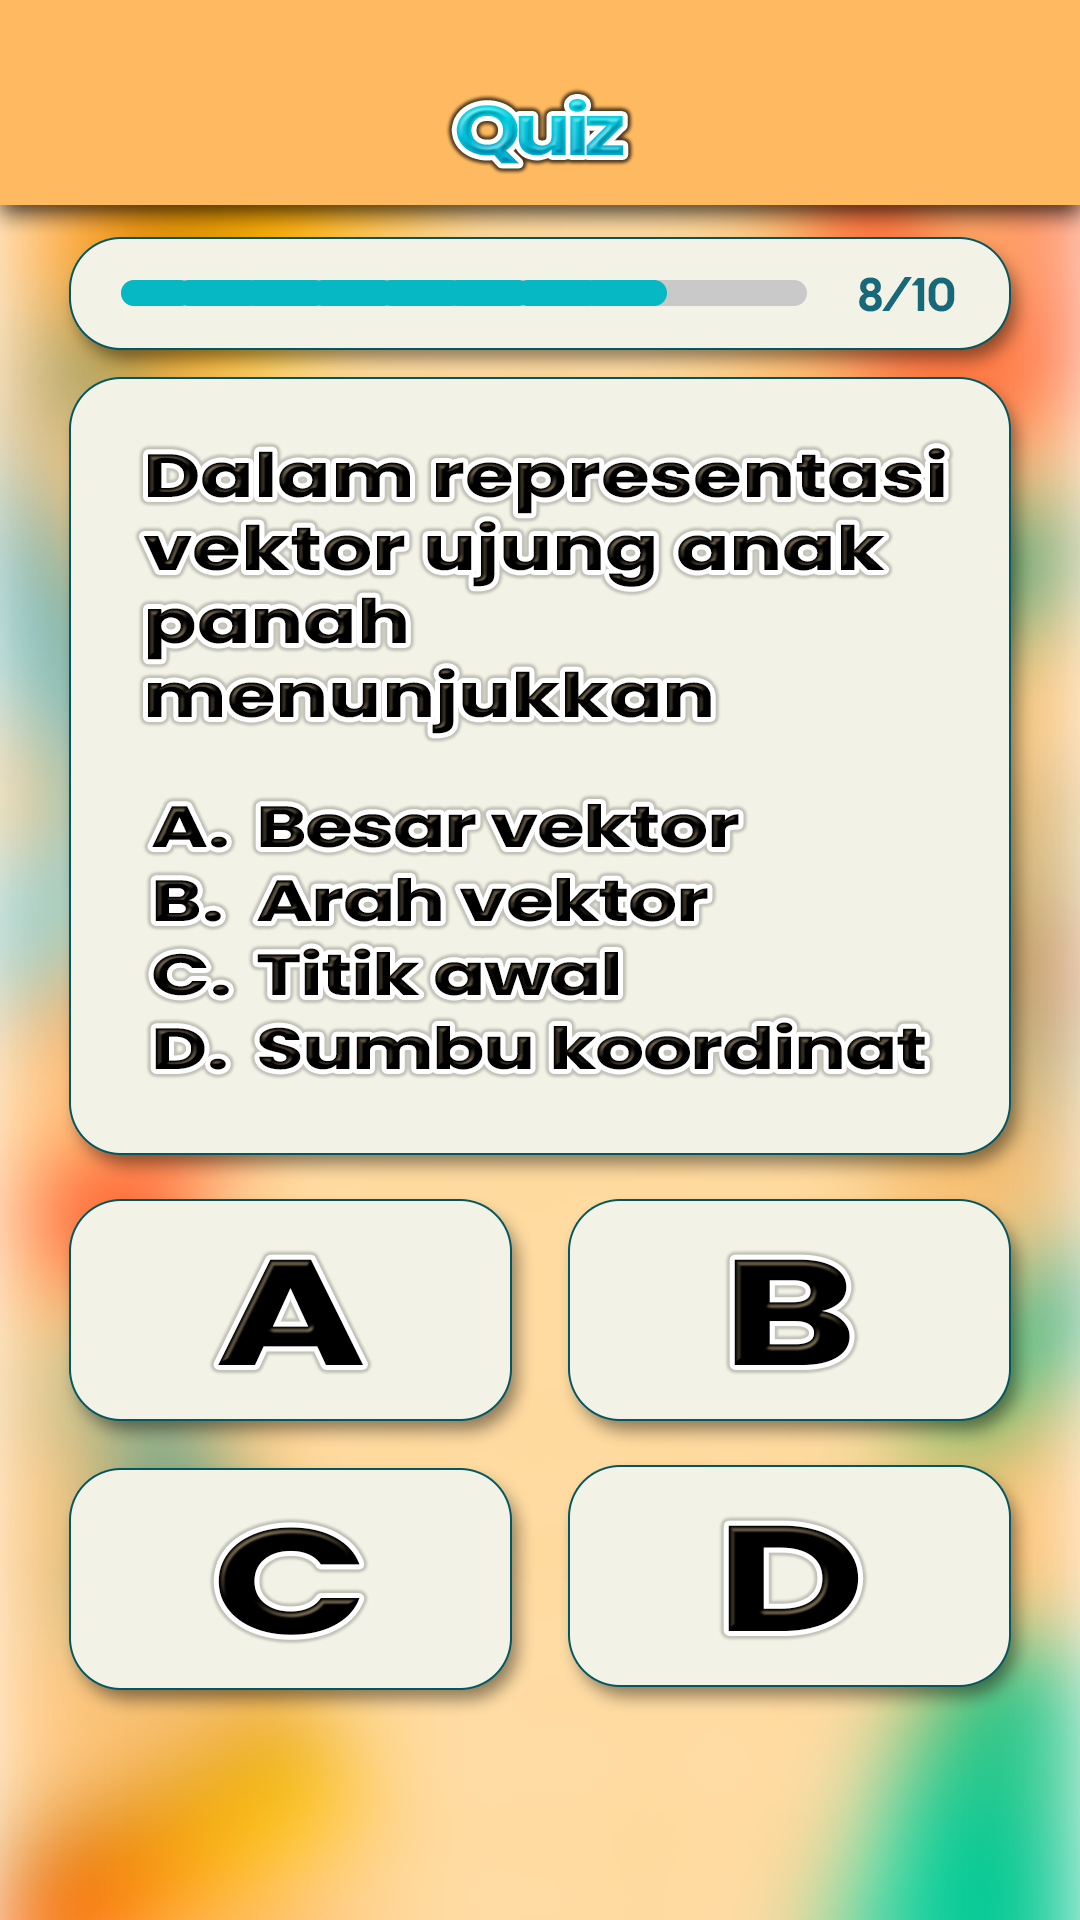 Quiz
8/10
Dalam representasi
vektor ujung anak
panah
menunjukkan
A. Besar vektor
B. Arah vektor
C. Titik awal
D. Sumbu koordinat
A
B
C
D